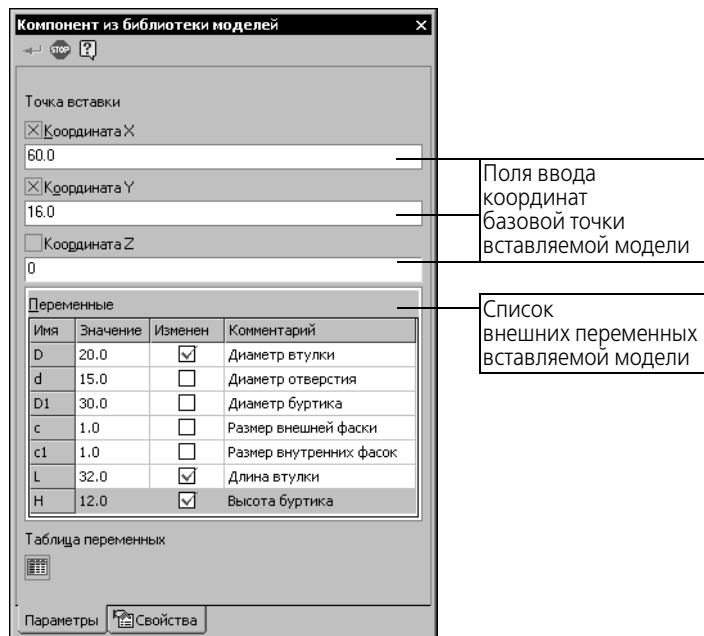 Компонент из библиотеки моделей
STOP
Точка вставки
Координата X
60.0
Координата Y
16.0
Координата Z
0
Переменные
Имя Значение Изменен Комментарий
D 20.0 Диаметр втулки
d 15.0 Диаметр отверстия
D1 30.0 Диаметр буртика
c 1.0 Размер внешней фаски
c1 1.0 Размер внутренних фасок
L 32.0 Длина втулки
H 12.0 Высота буртика
Таблица переменных
Параметры Свойства
Поля ввода
координат
базовой точки
вставляемой модели
Список
внешних переменных
вставляемой модели